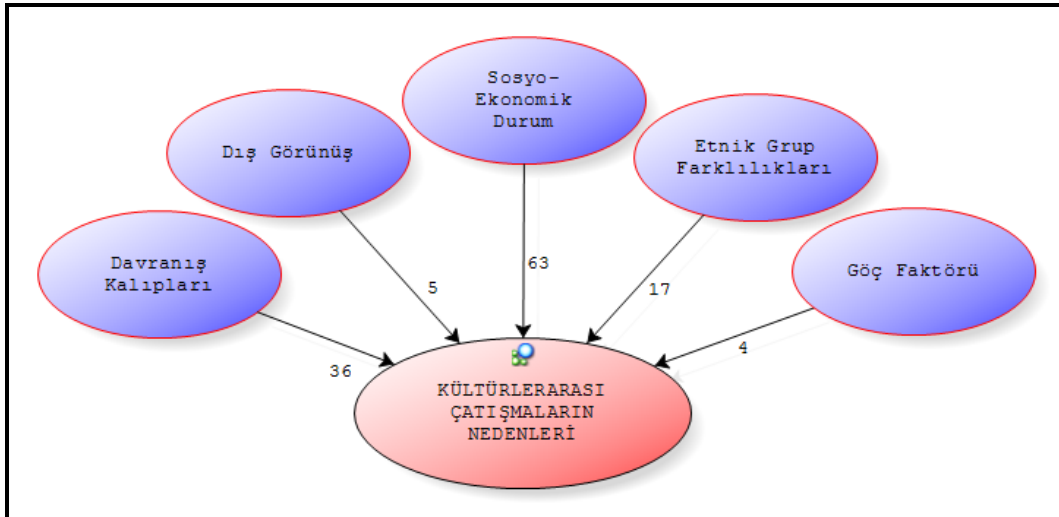 Sosyo-
Ekonomik
Durum
Dış Görünüş
Etnik Grup
Farklılıkları
Davranış
Kalıpları
Göç Faktörü
63
5
17
36
4
KÜLTÜRLERARASI
ÇATIŞMALARIN
NEDENLERİ